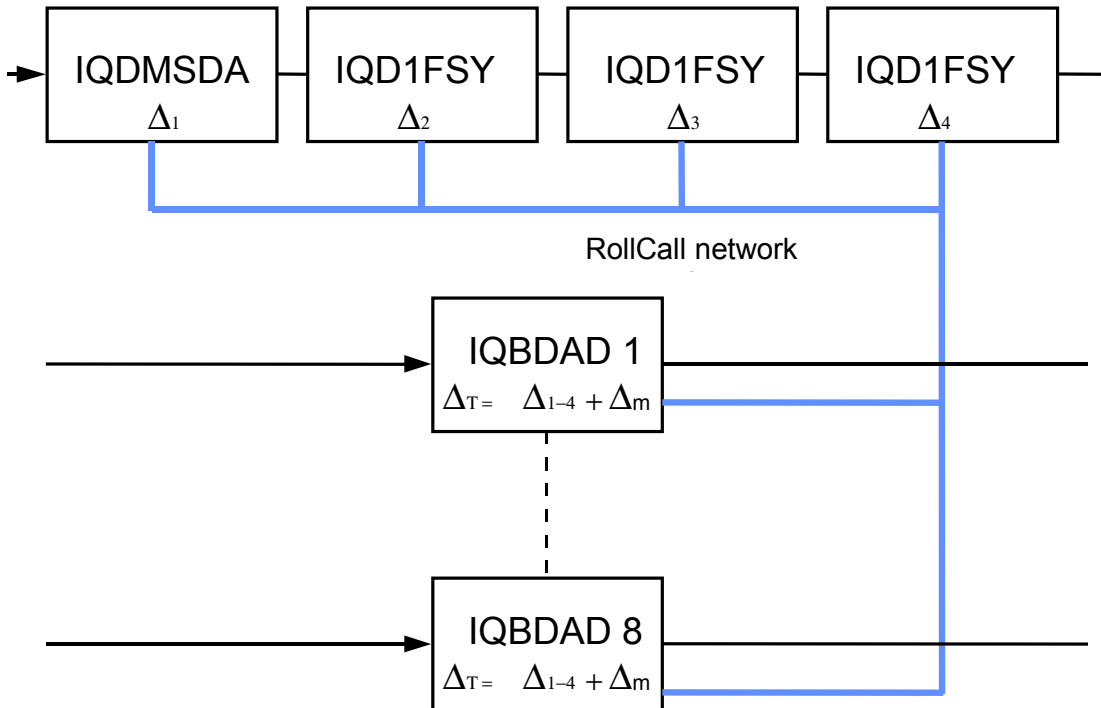 IQDMSDA IQD1FSY IQD1FSY IQD1FSY
Δ1 Δ2 Δ3 Δ4
RollCall network
IQBDAD 1
ΔT = Δ1–4 + Δm
IQBDAD 8
ΔT = Δ1–4 + Δm